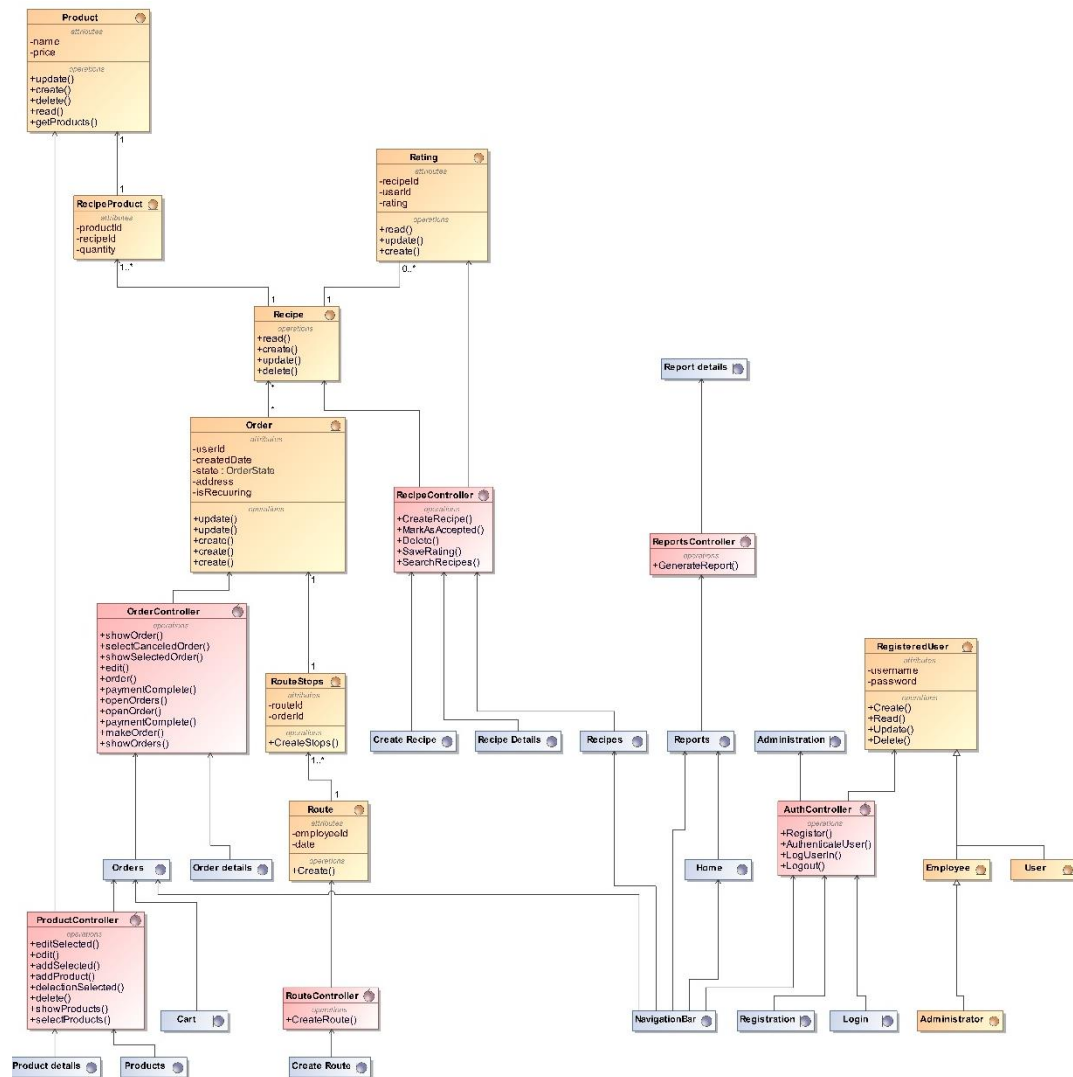 Product
attributes
-name
-price
operations
+update()
+create()
+delete()
+read()
+getProducts()
1
1
RecipeProduct
attributes
-productId
-recipeId
-quantity
1..*
1
Rating
attributes
-recipeId
-userId
-rating
operations
+read()
+update()
+create()
0..*
1
Recipe
operations
+read()
+create()
+update()
+delete()
*
*
Order
attributes
-userId
-createdDate
-state : OrderState
-address
-isRecuuring
operations
+update()
+update()
+create()
+create()
+create()
1
1
RecipeController
operations
+CreateRecipe()
+MarkAsAccepted()
+Delete()
+SaveRating()
+SearchRecipes()
Report details
ReportsController
operations
+GenerateReport()
OrderController
operations
+showOrder()
+selectCanceledOrder()
+showSelectedOrder()
+edit()
+order()
+paymentComplete()
+openOrders()
+openOrder()
+paymentComplete()
+makeOrder()
+showOrders()
RouteStops
attributes
-routeId
-orderId
operations
+CreateStops()
1..*
1
RegisteredUser
attributes
-username
-password
operations
+Create()
+Read()
+Update()
+Delete()
Create Recipe
Recipe Details
Recipes
Reports
Administration
Route
attributes
-employeeId
-date
operations
+Create()
AuthController
operations
+Register()
+AuthenticateUser()
+LogUserIn()
+Logout()
Orders
Order details
Home
Employee
User
ProductController
operations
+editSelected()
+edit()
+addSelected()
+addProduct()
+delectionSelected()
+delete()
+showProducts()
+selectProducts()
Cart
RouteController
operations
+CreateRoute()
NavigationBar
Registration
Login
Administrator
Product details
Products
Create Route